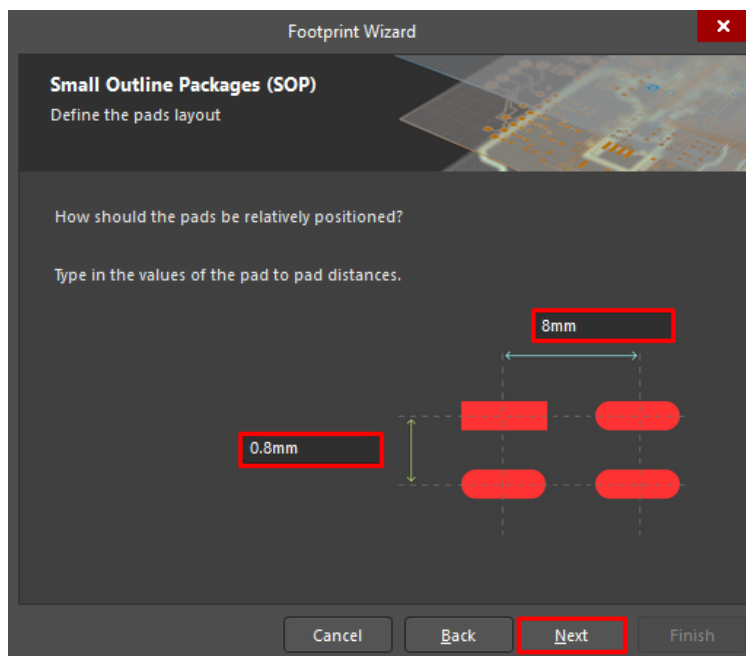 Footprint Wizard
Small Outline Packages (SOP)
Define the pads layout
How should the pads be relatively positioned?
Type in the values of the pad to pad distances.
8mm
0.8mm
Cancel
Back
Next
Finish